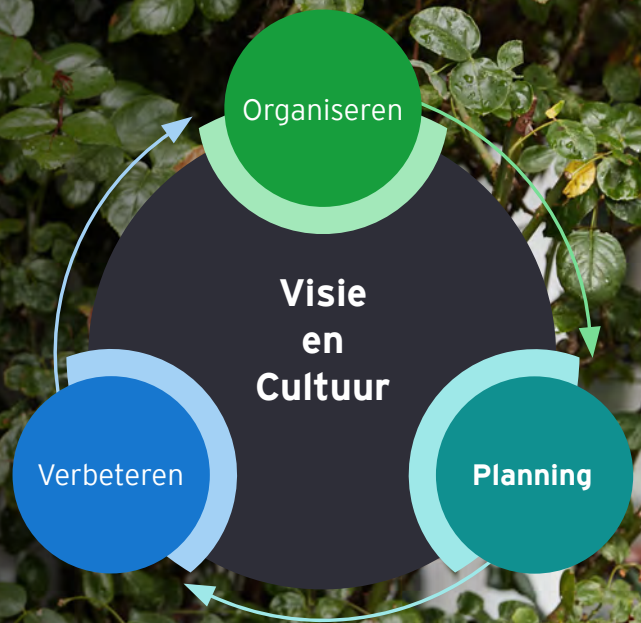 Organiseren
Visie
en
Cultuur
Verbeteren
Planning